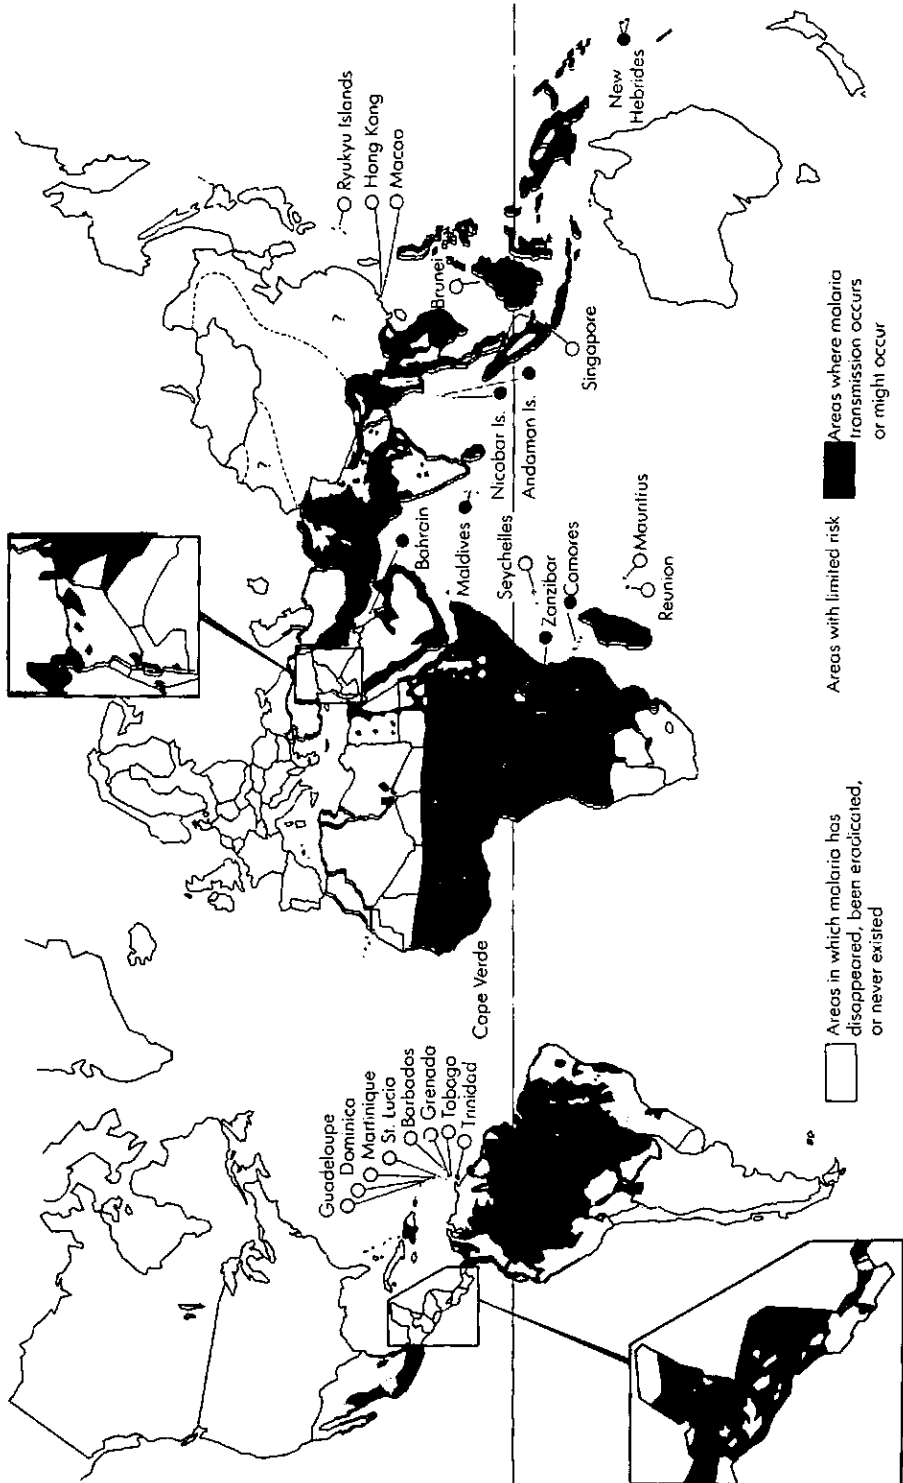 Guadeloupe
Dominica
Martinique
St. Lucia
Barbados
Grenada
Tobago
Trinidad
Cape Verde
Bahrain
Maldives
Seychelles
Zanzibar
Comores
Mauritius
Reunion
Nicobar Is.
Andaman Is.
Singapore
Brunei
Ryukyu Islands
Hong Kong
Macao
New
Hebrides
?
?
Areas in which malaria has
disappeared, been eradicated,
or never existed
Areas with limited risk
Areas where malaria
transmission occurs
or might occur